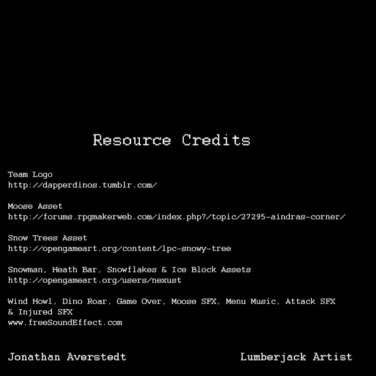 Resource Credits
Team Logo
http://dapperdinos.tumblr.com/
Moose Asset
http://forums.rpgmakerweb.com/index.php?/topic/27295-aindras-corner/
Snow Trees Asset
http://opengameart.org/content/lpc-snowy-tree
Snowman, Heath Bar, Snowflakes & Ice Block Assets
http://opengameart.org/users/nexust
Wind Howl, Dino Roar, Game Over, Moose SFX, Menu Music, Attack SFX
& Injured SFX
www.freeSoundEffect.com
Jonathan Averstedt Lumberjack Artist